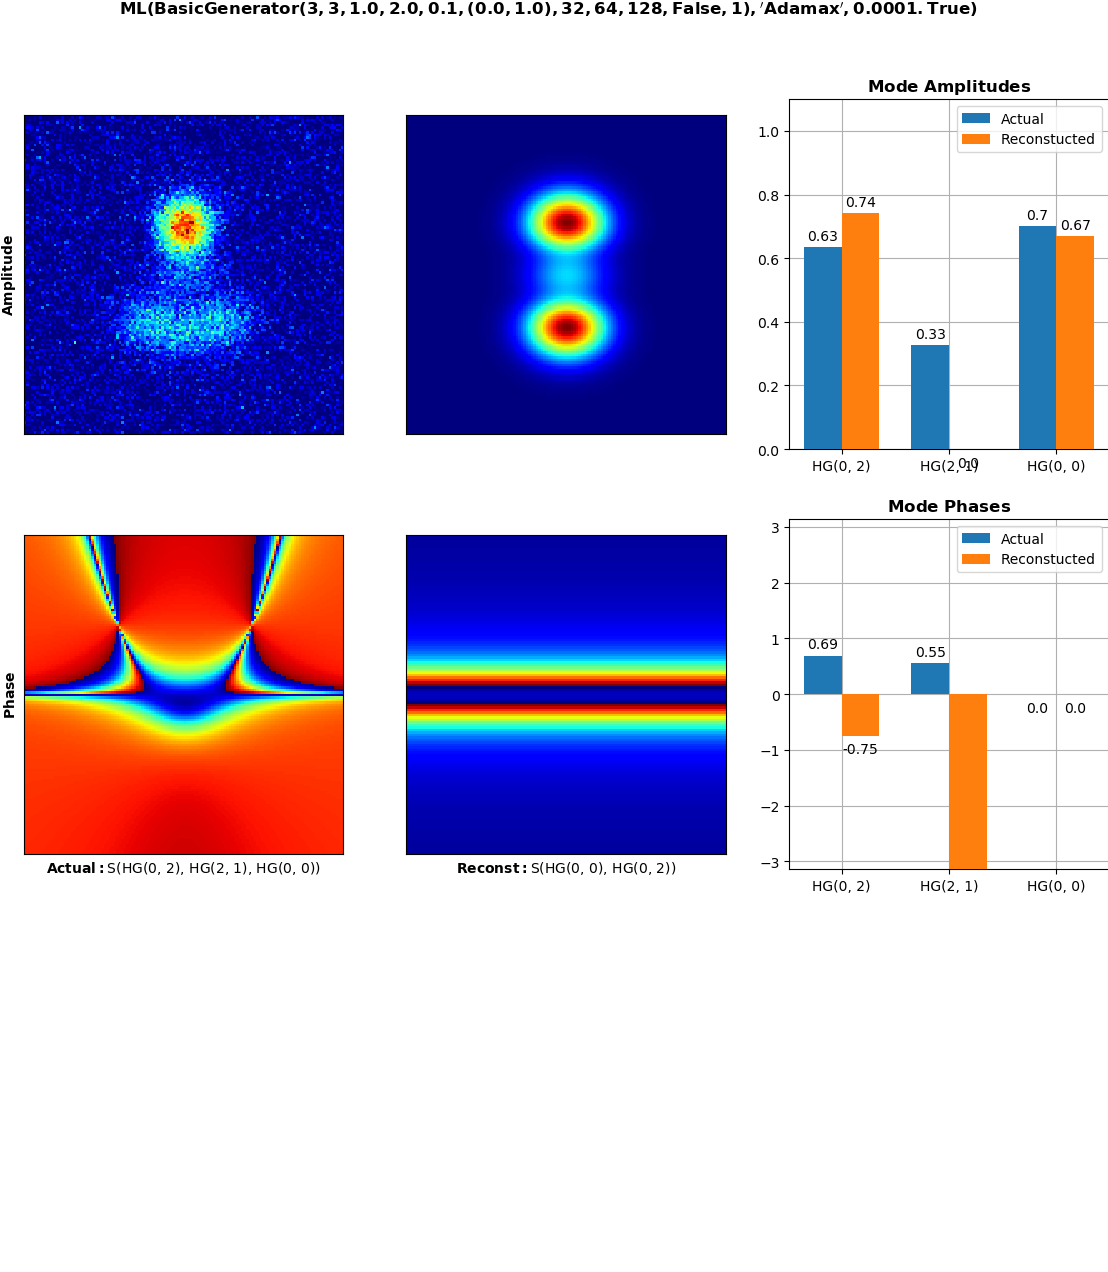 ML(BasicGenerator(3, 3, 1.0, 2.0, 0.1, (0.0, 1.0), 32, 64, 128, False, 1), 'Adamax', 0.0001. True)
Amplitude
Mode Amplitudes
Actual
Reconstucted
1.0
0.8
0.6
0.4
0.2
0.0
0.63
0.74
0.33
0.0
0.7
0.67
HG(0, 2)
HG(2, 1)
HG(0, 0)
Phase
Actual: S(HG(0, 2), HG(2, 1), HG(0, 0))
Reconst: S(HG(0, 0), HG(0, 2))
Mode Phases
Actual
Reconstucted
3
2
1
0
−1
−2
−3
0.69
-0.75
0.55
0.0
0.0
HG(0, 2)
HG(2, 1)
HG(0, 0)